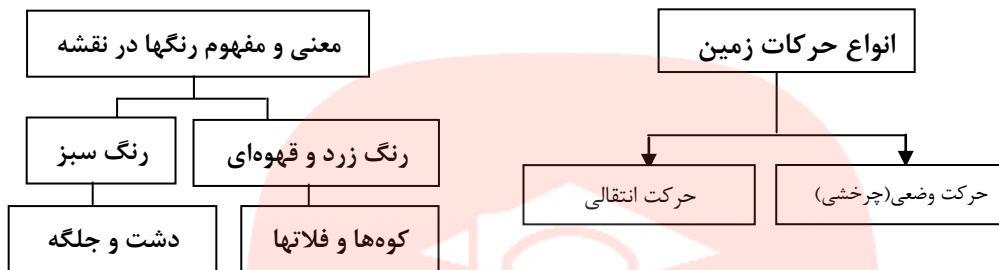 انواع حرکات زمین
حرکت وضعی(چرخشی)
حرکت انتقالی
معنی و مفهوم رنگها در نقشه
رنگ زرد و قهوه‌ای
رنگ سبز
کوه‌ها و فلاتها
دشت و جلگه